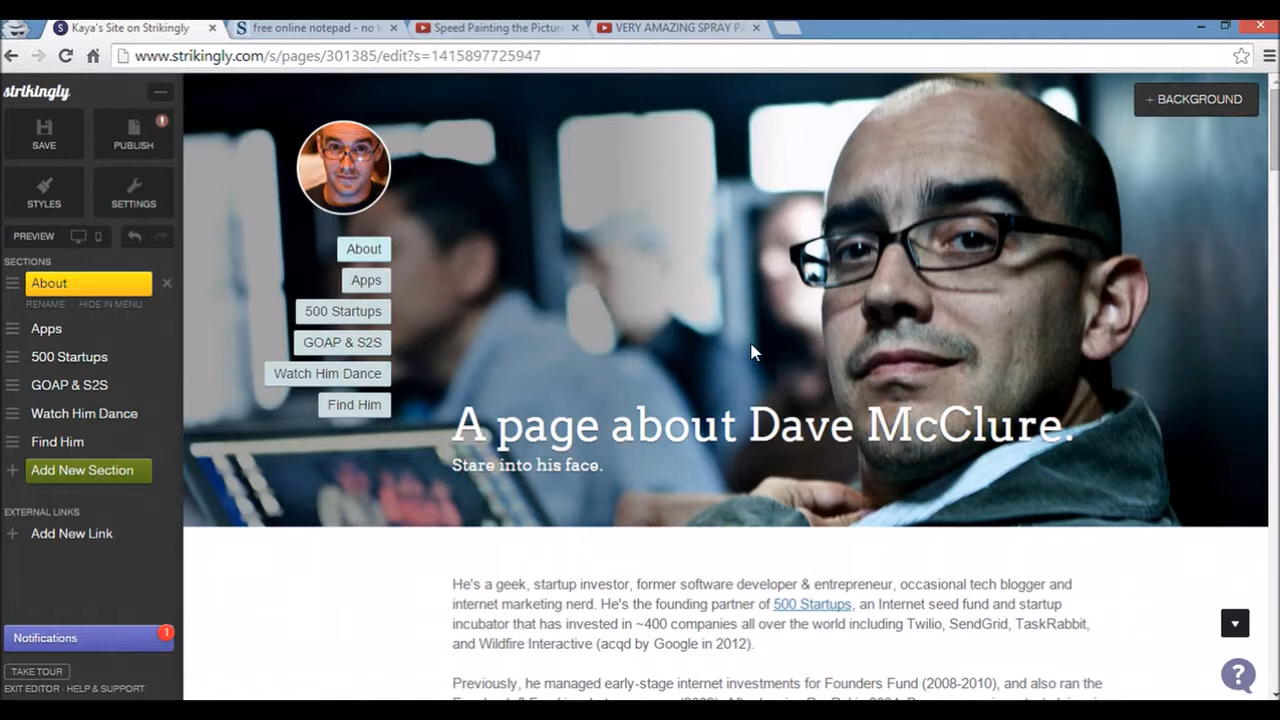 Kaya's Site on Strikingly
free online notepad - no l
Speed Painting the Picture
VERY AMAZING SPRAY P
www.strikingly.com/s/pages/301385/edit?s=1415897725947
strikingly
SAVE
PUBLISH
STYLES
SETTINGS
PREVIEW
SECTIONS
About
RENAME · HIDE IN MENU
Apps
500 Startups
GOAP & S2S
Watch Him Dance
Find Him
Add New Section
EXTERNAL LINKS
Add New Link
Notifications
1
TAKE TOUR
EXIT EDITOR · HELP & SUPPORT
+ BACKGROUND
About
Apps
500 Startups
GOAP & S2S
Watch Him Dance
Find Him
A page about Dave McClure.
Stare into his face.
He's a geek, startup investor, former software developer & entrepreneur, occasional tech blogger and
internet marketing nerd. He's the founding partner of 500 Startups, an Internet seed fund and startup
incubator that has invested in ~400 companies all over the world including Twilio, SendGrid, TaskRabbit,
and Wildfire Interactive (acqd by Google in 2012).
Previously, he managed early-stage internet investments for Founders Fund (2008-2010), and also ran the
?